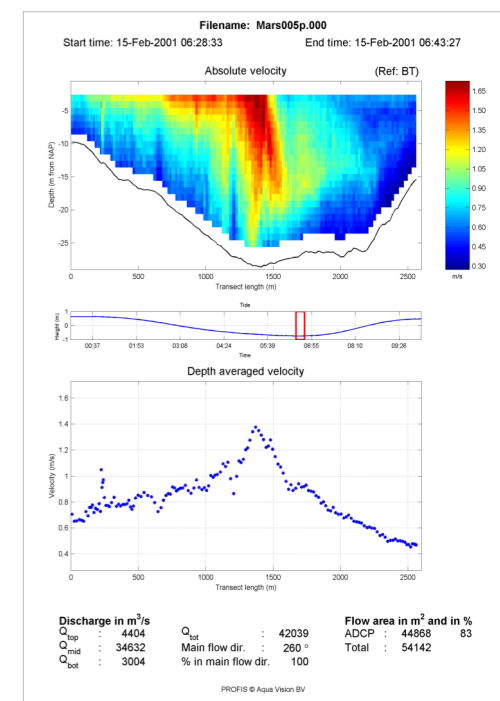 Filename: Mars005p.000
Start time: 15-Feb-2001 06:28:33 End time: 15-Feb-2001 06:43:27
Absolute velocity (Ref: BT)
Depth (m from NAP)
-5
-10
-15
-20
-25
0 500 1000 1500 2000 2500
Transect length (m)
1.65
1.50
1.35
1.20
1.05
0.90
0.75
0.60
0.45
0.30
m/s
Tide
Height (m)
1
0
-1
00:37 01:53 03:08 04:24 05:39 06:55 08:10 09:26
Time
Depth averaged velocity
Velocity (m/s)
1.6
1.4
1.2
1
0.8
0.6
0.4
0 500 1000 1500 2000 2500
Transect length (m)
Discharge in m³/s Flow area in m² and in %
Qtop : 4404 Qtot : 42039 ADCP : 44868 83
Qmid : 34632 Main flow dir. : 260 ° Total : 54142
Qbot : 3004 % in main flow dir. 100
PROFIS © Aqua Vision BV